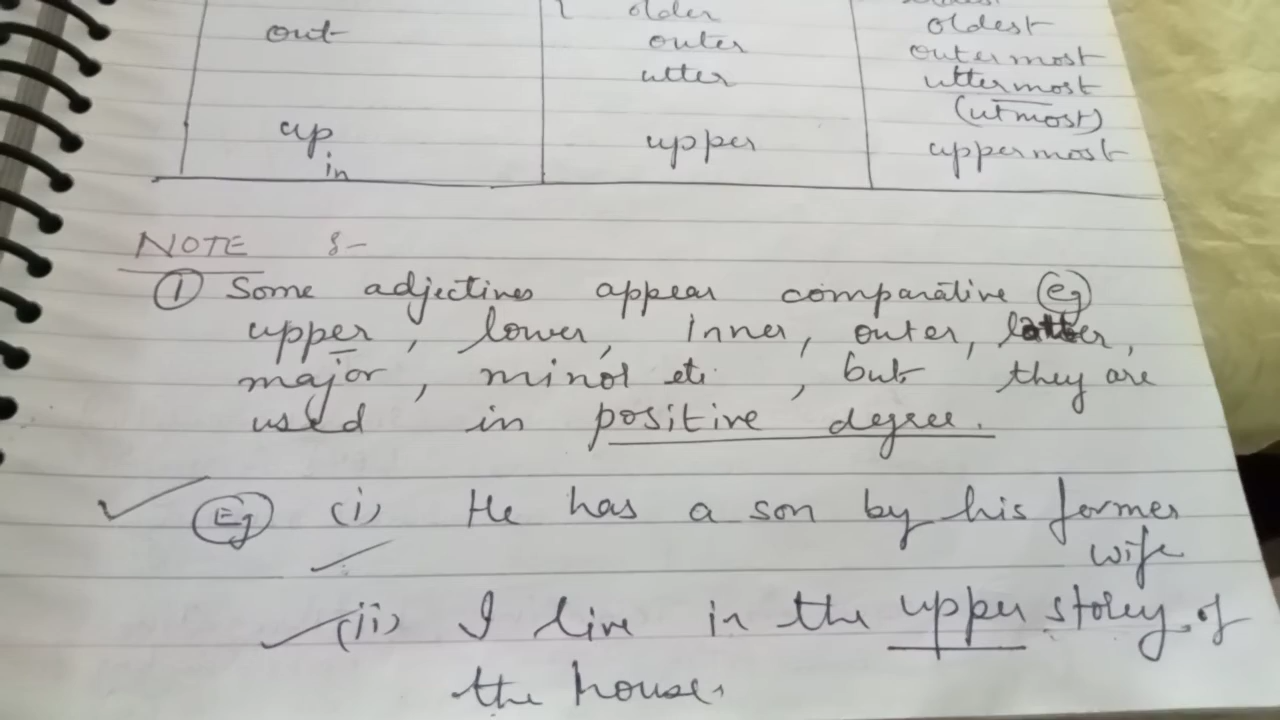 older
out outer oldest
utter outermost
uttermost
(utmost)
up upper uppermost
in
NOTE :-
① Some adjectives appear comparative eg
upper, lower, inner, outer, latter,
major, minor etc, but they are
used in positive degree.
Eg (i) He has a son by his former
wife
(ii) I live in the upper storey of
the house.